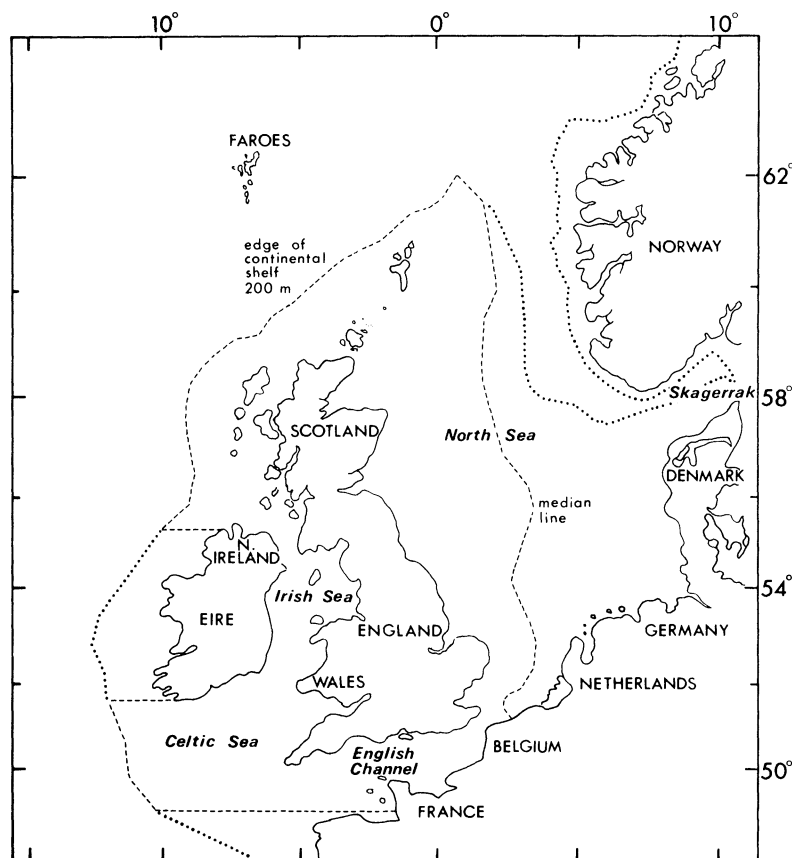 10°
0°
10°
FAROES
62°
edge of
continental
shelf
200 m
NORWAY
58°
Skagerrak
SCOTLAND
North Sea
DENMARK
median
line
N.
IRELAND
54°
Irish Sea
EIRE
ENGLAND
GERMANY
WALES
NETHERLANDS
Celtic Sea
English
Channel
BELGIUM
50°
FRANCE